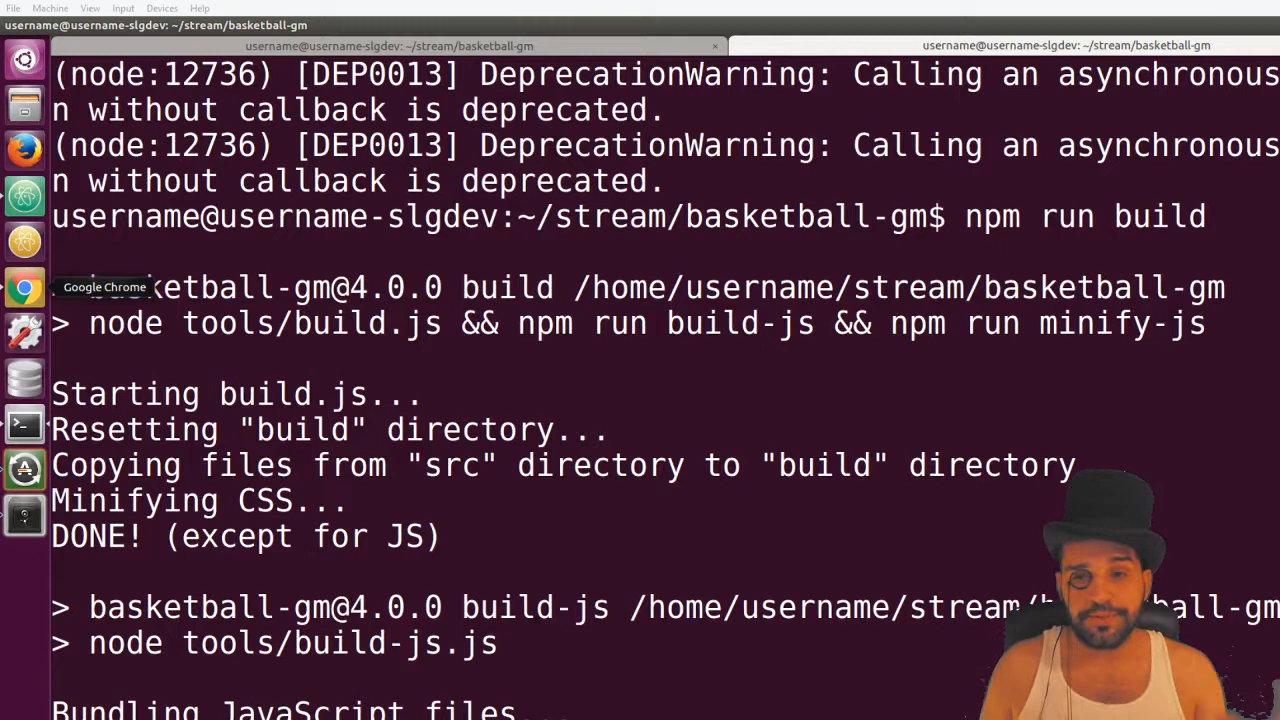 File Machine View Input Devices Help
username@username-slgdev: ~/stream/basketball-gm
username@username-slgdev: ~/stream/basketball-gm × username@username-slgdev: ~/stream/basketball-gm
(node:12736) [DEP0013] DeprecationWarning: Calling an asynchronous
n without callback is deprecated.
(node:12736) [DEP0013] DeprecationWarning: Calling an asynchronous
n without callback is deprecated.
username@username-slgdev:~/stream/basketball-gm$ npm run build
Google Chrome
basketball-gm@4.0.0 build /home/username/stream/basketball-gm
> node tools/build.js && npm run build-js && npm run minify-js
Starting build.js...
Resetting "build" directory...
Copying files from "src" directory to "build" directory
Minifying CSS...
DONE! (except for JS)
> basketball-gm@4.0.0 build-js /home/username/stream/basketball-gm
> node tools/build-js.js
Bundling JavaScript files